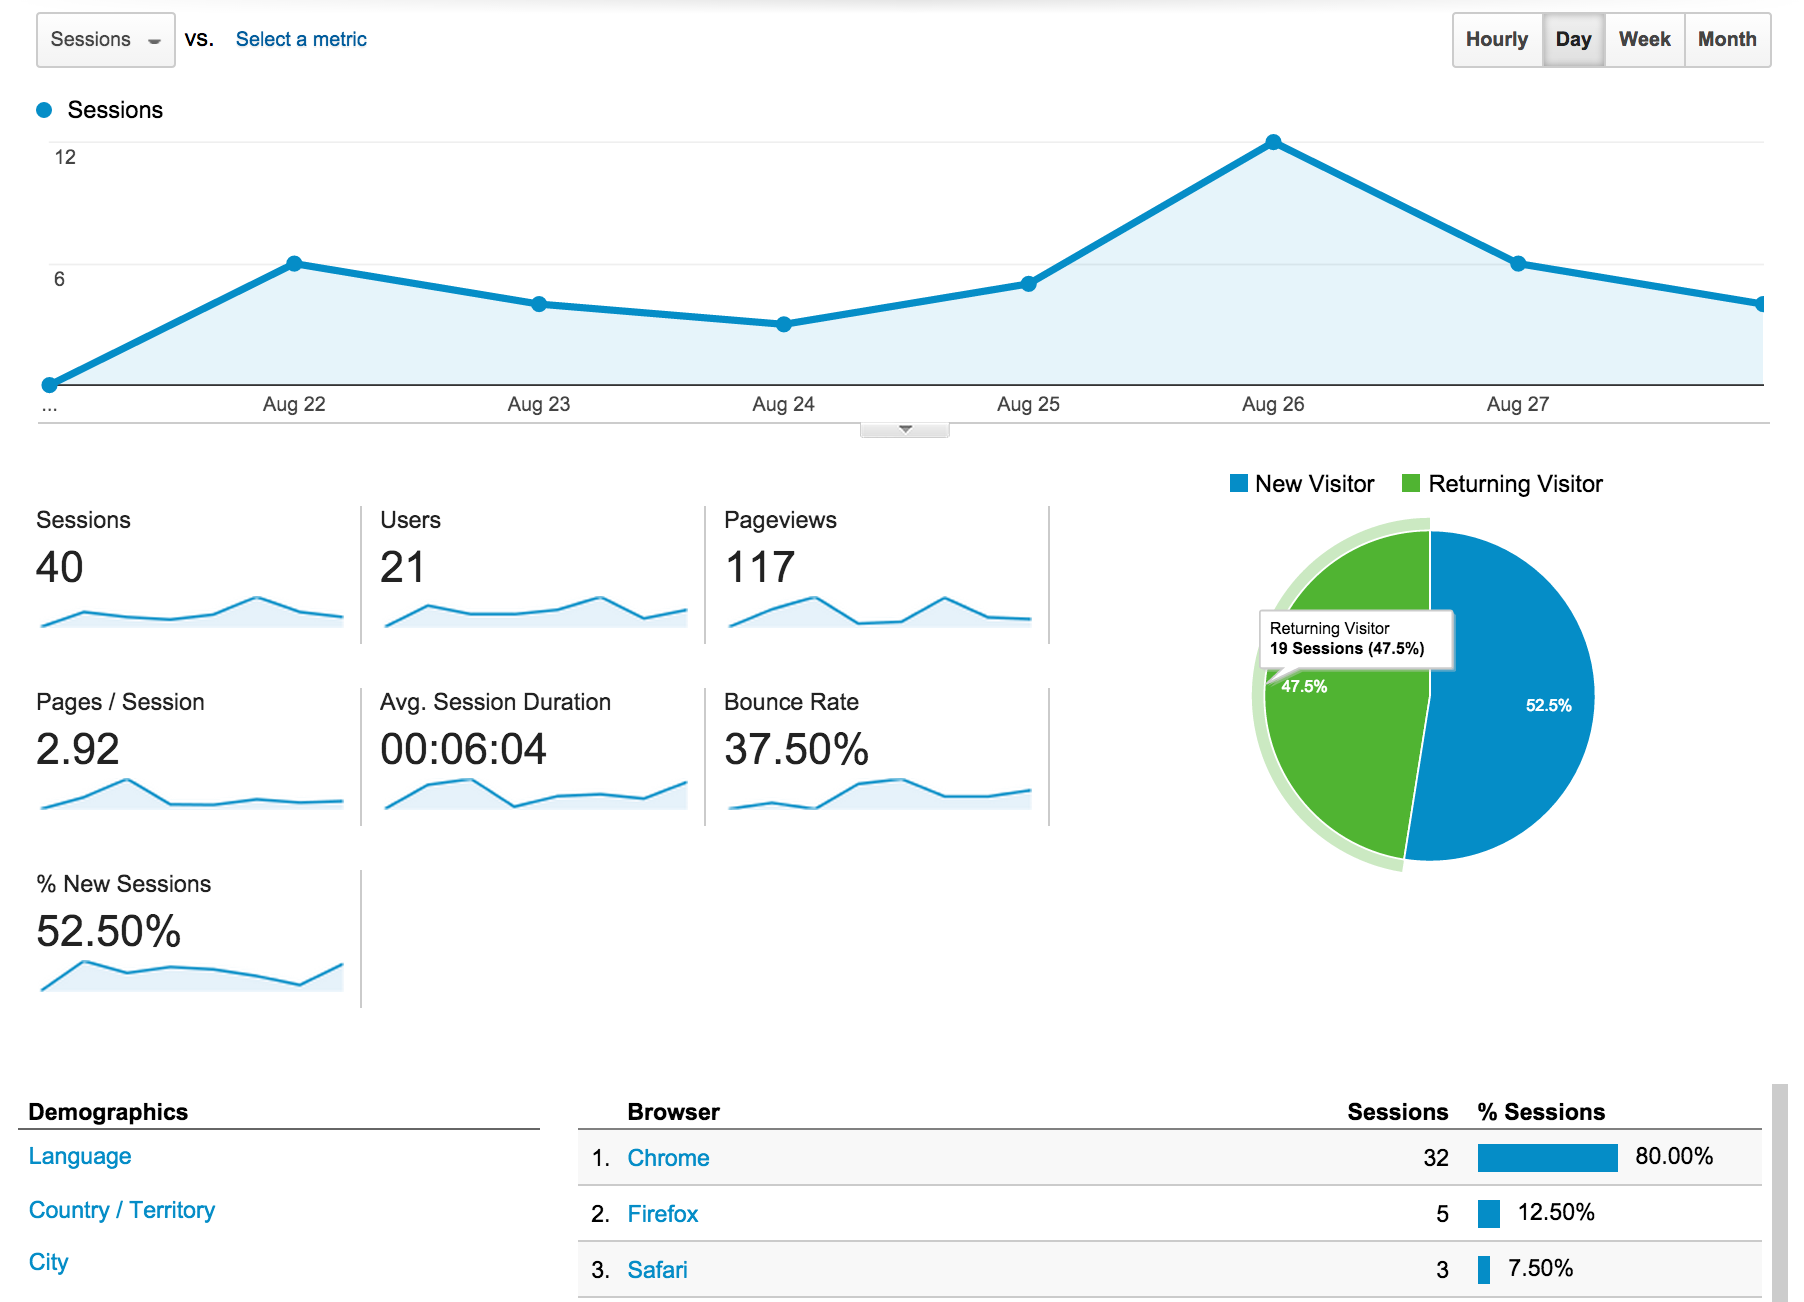 Sessions vs. Select a metric Hourly Day Week Month
Sessions
12
6
... Aug 22 Aug 23 Aug 24 Aug 25 Aug 26 Aug 27
New Visitor Returning Visitor
Sessions Users Pageviews
40 21 117
Returning Visitor
19 Sessions (47.5%)
47.5%
52.5%
Pages / Session Avg. Session Duration Bounce Rate
2.92 00:06:04 37.50%
% New Sessions
52.50%
Demographics
Language
Country / Territory
City
Browser Sessions % Sessions
1. Chrome 32 80.00%
2. Firefox 5 12.50%
3. Safari 3 7.50%